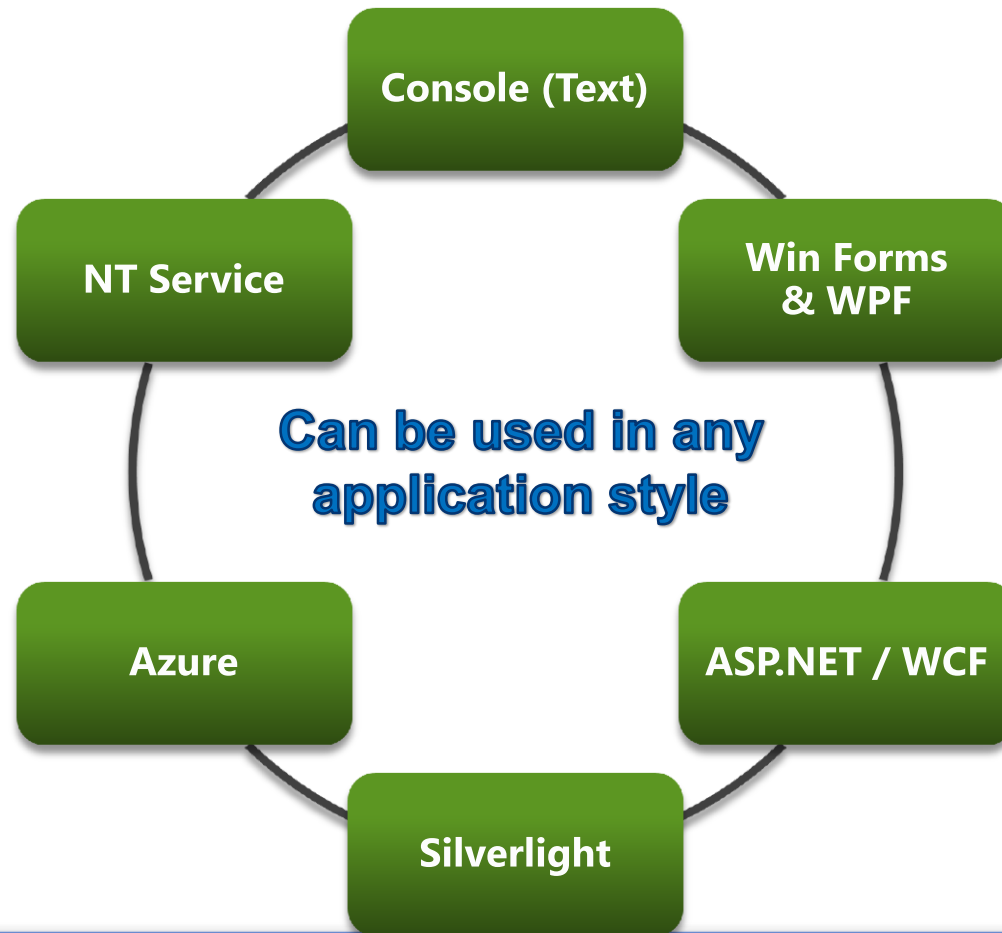 Console (Text)
NT Service
Win Forms
& WPF
Can be used in any
application style
Azure
ASP.NET / WCF
Silverlight